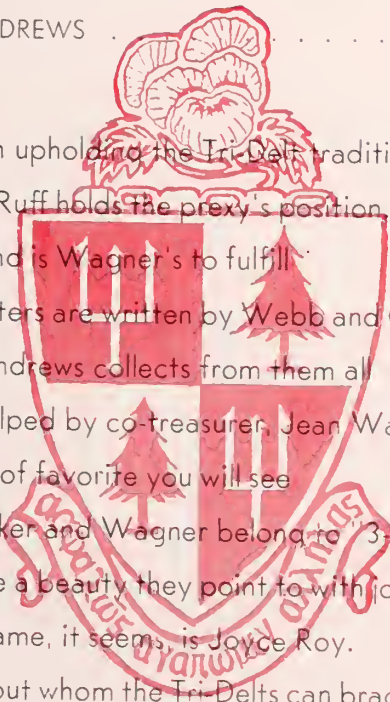 DREWS . . . . . .
upholding the Tri-Delt traditi
Ruff holds the prexy's position
is Wagner's to fulfill
ters are written by Webb and
ndrews collects from them all
lped by co-treasurer, Jean Wa
of favorite you will see
ker and Wagner belong to "3-
e a beauty they point to with jo
ame, it seems, is Joyce Roy.
out whom the Tri-Delts can brag